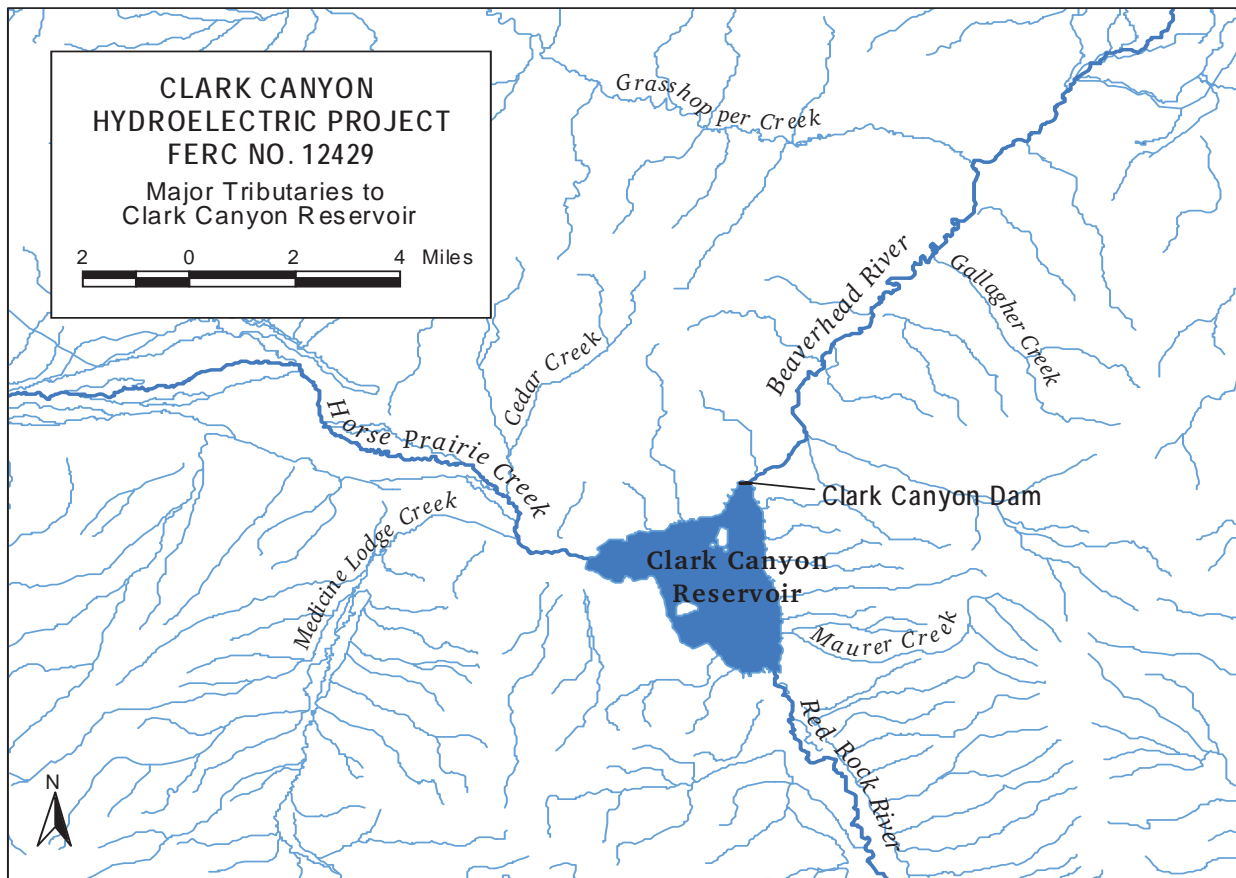 CLARK CANYON
HYDROELECTRIC PROJECT
FERC NO. 12429
Major Tributaries to
Clark Canyon Reservoir
2 0 2 4 Miles
Grasshop per Creek
Beaverhead River
Gallagher Creek
Cedar Creek
Horse Prairie Creek
Clark Canyon Dam
Medicine Lodge Creek
Clark Canyon
Reservoir
Maurer Creek
Red Rock River
N